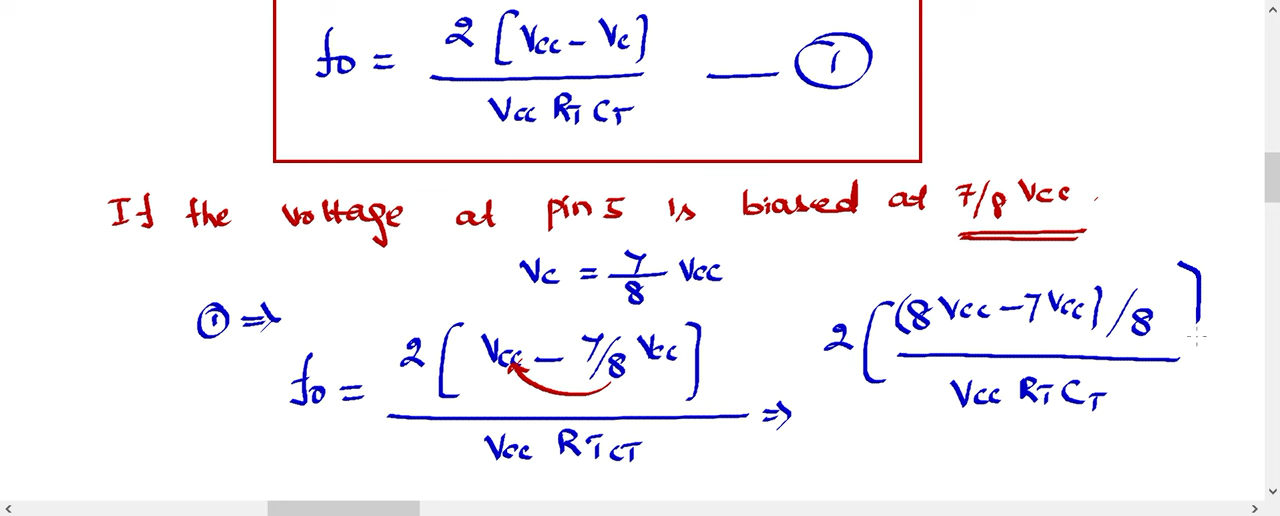 fo = 2 [Vcc - Vc] / Vcc RT CT — ①
If the voltage at pin 5 is biased at 7/8 Vcc.
Vc = 7/8 Vcc
① ⇒
fo = 2 [Vcc - 7/8 Vcc] / Vcc RT CT ⇒ 2 [(8 Vcc - 7 Vcc) / 8] / Vcc RT CT